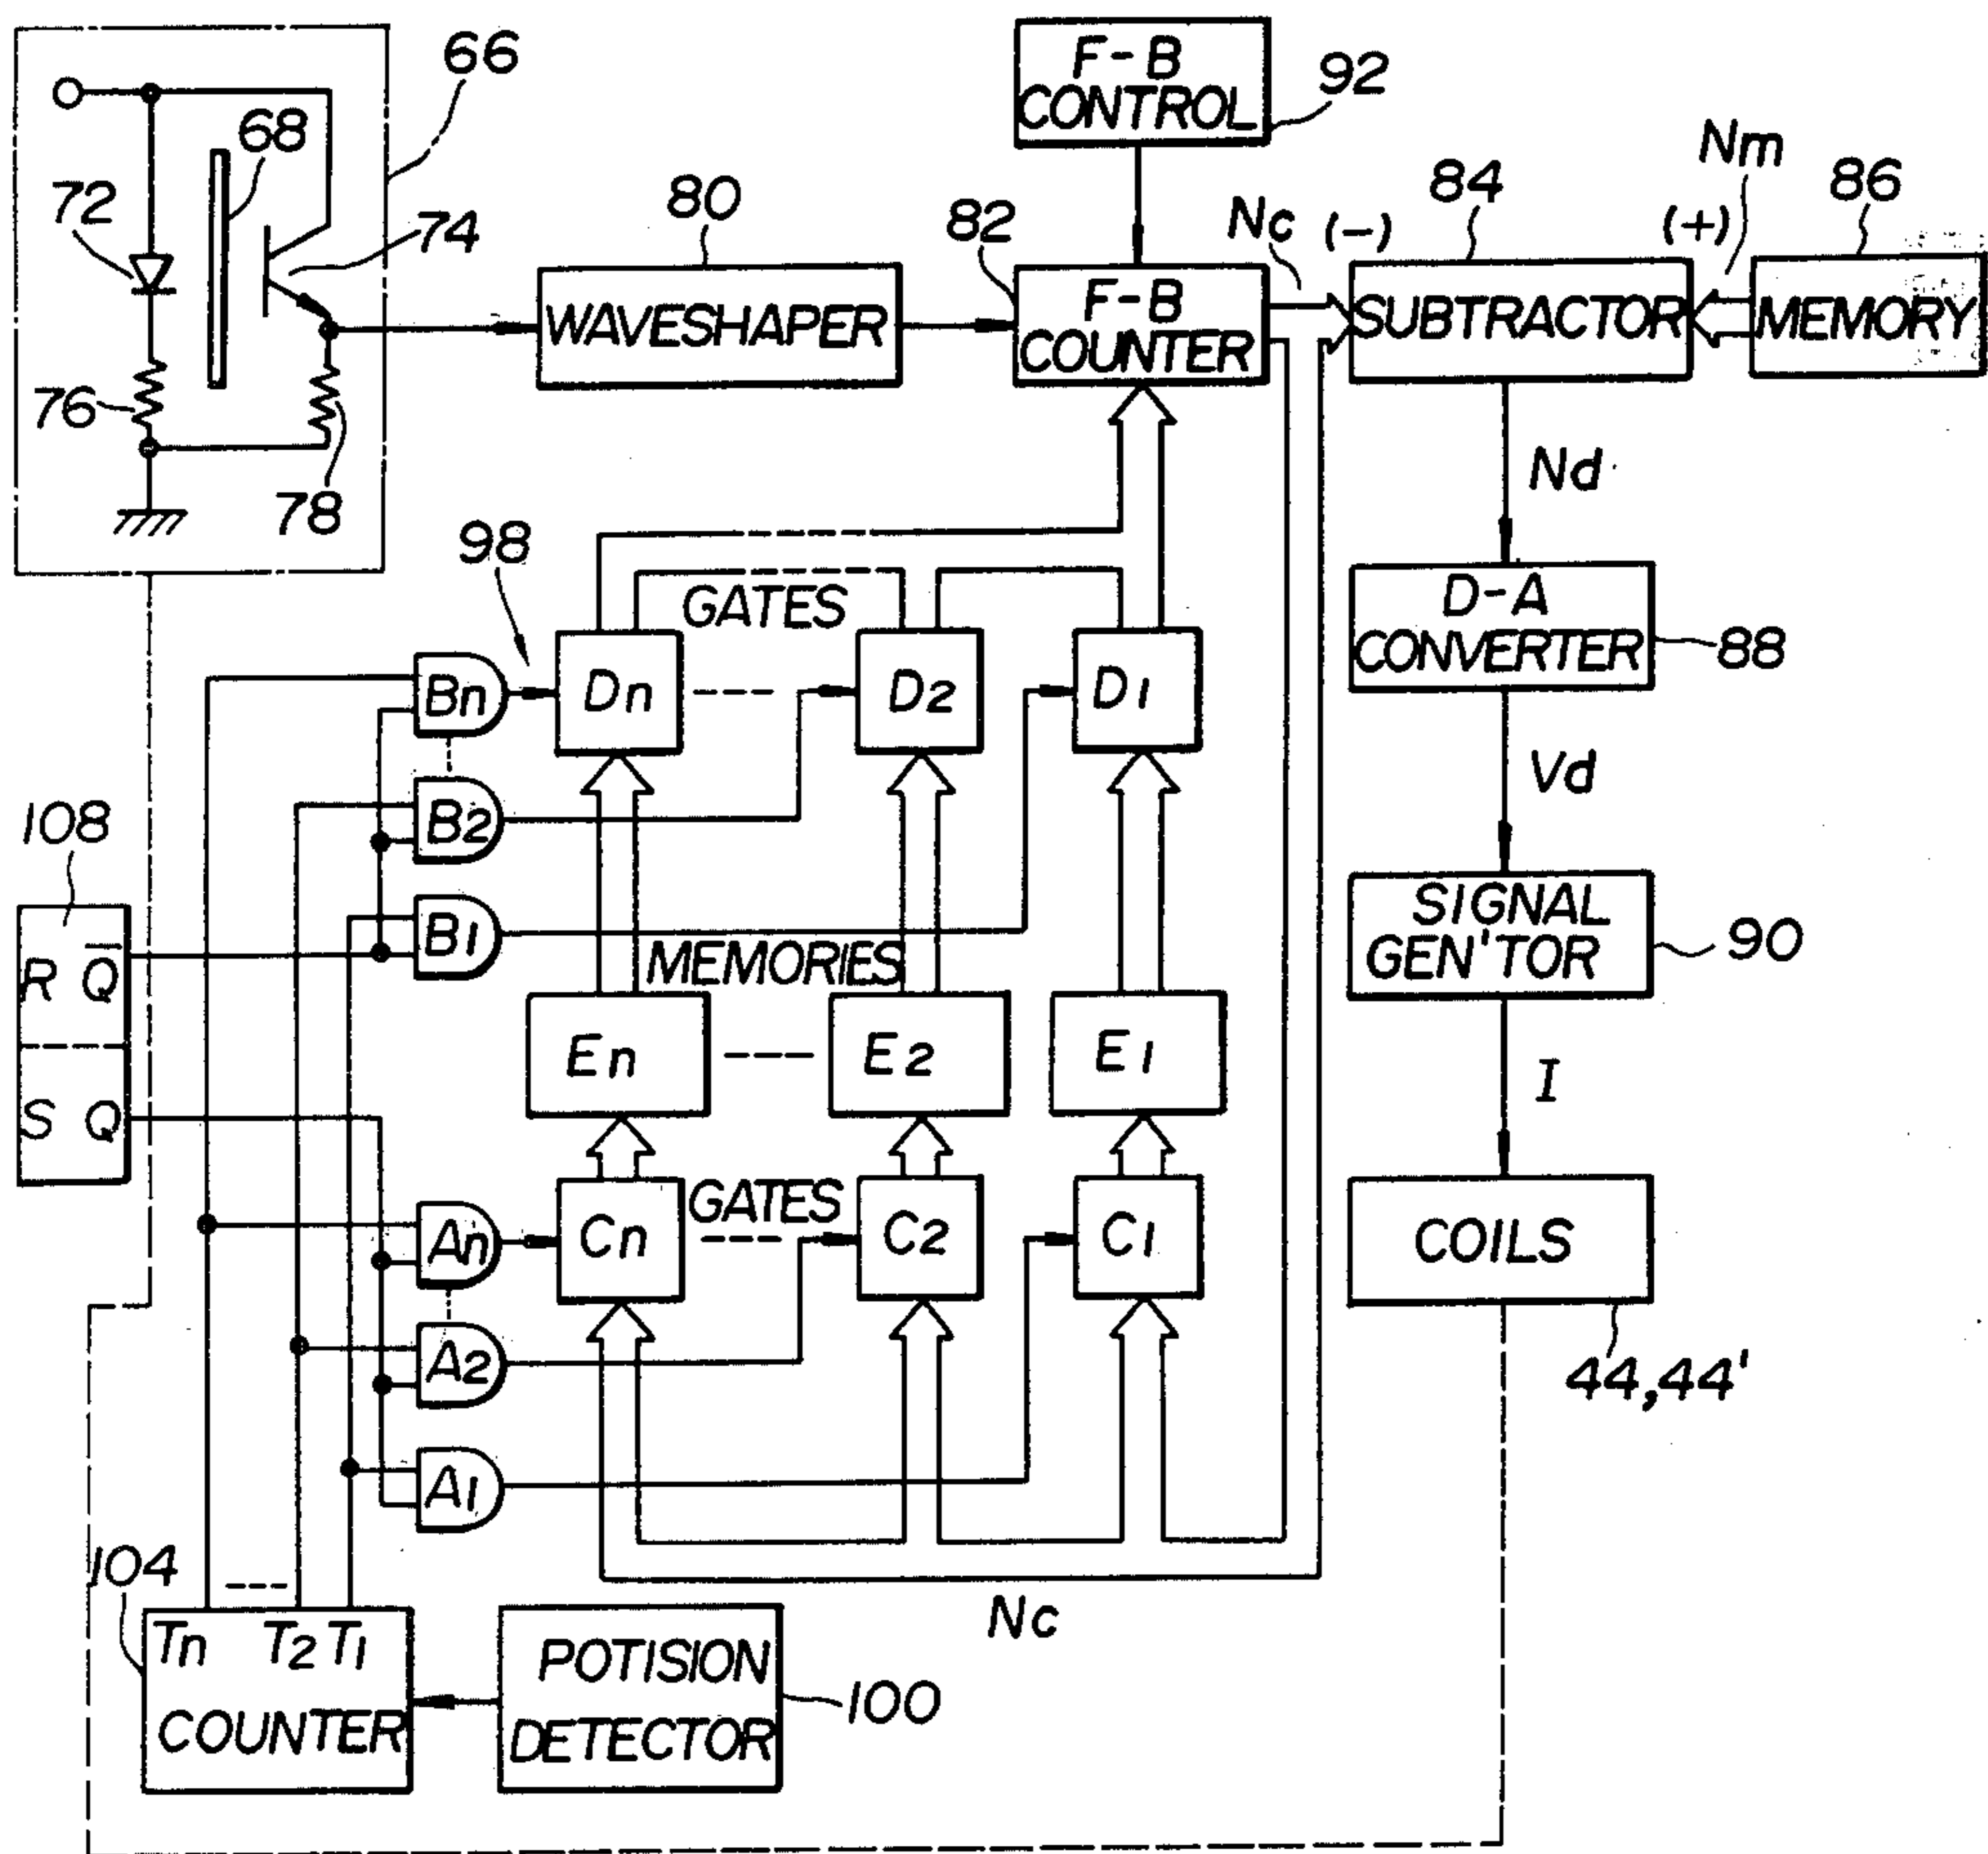 66
68
72
74
76
78
80
WAVESHAPER
F-B
CONTROL
92
82
F-B
COUNTER
Nc
(-)
84
SUBTRACTOR
(+)
Nm
86
MEMORY
Nd
D-A
CONVERTER
88
Vd
SIGNAL
GEN'TOR
90
I
COILS
44,44'
98
GATES
Bn
Dn
D2
D1
B2
B1
108
R Q̅
S Q
MEMORIES
En
E2
E1
GATES
An
Cn
C2
C1
A2
A1
Nc
104
Tn T2 T1
COUNTER
POTISION
DETECTOR
100